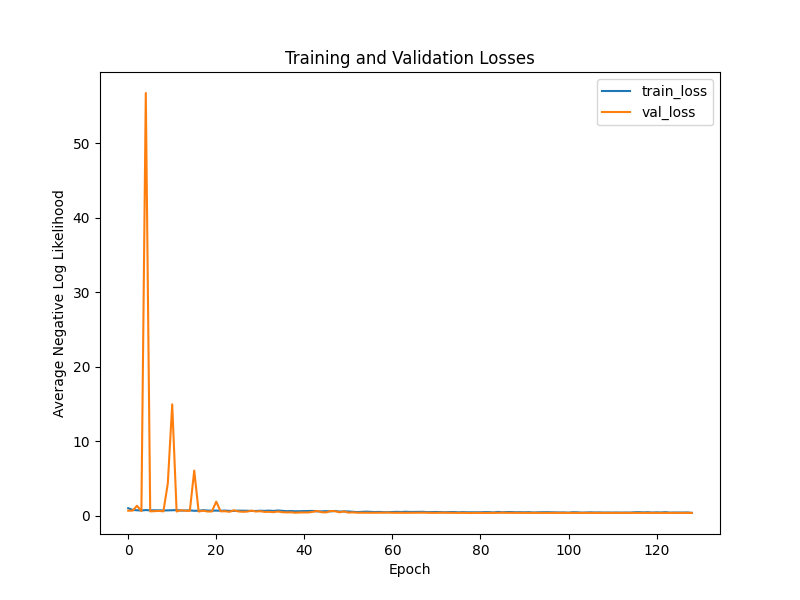 Training and Validation Losses
train_loss
val_loss
Average Negative Log Likelihood
50
40
30
20
10
0
0
20
40
60
80
100
120
Epoch